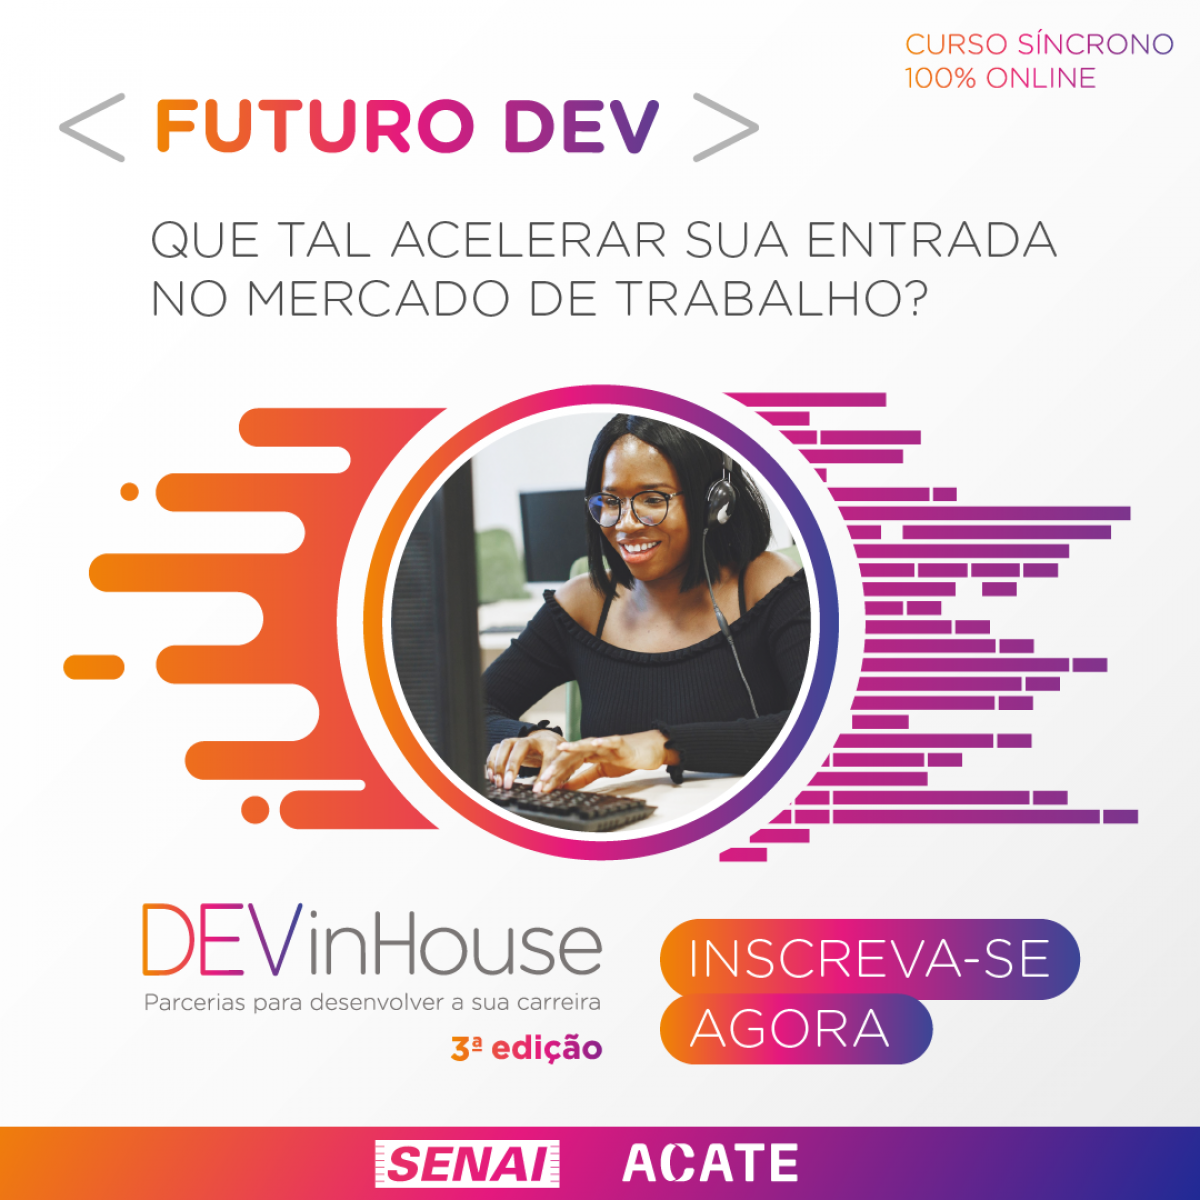 CURSO SÍNCRONO
100% ONLINE
< FUTURO DEV >
QUE TAL ACELERAR SUA ENTRADA
NO MERCADO DE TRABALHO?
DEVinHouse
Parcerias para desenvolver a sua carreira
3ª edição
INSCREVA-SE
AGORA
SENAI ACATE